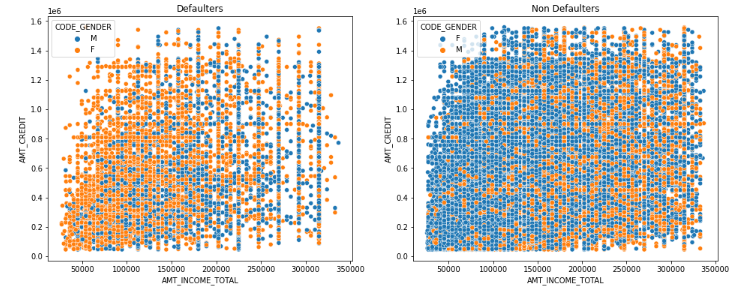 Defaulters
1e6
CODE_GENDER
M
F
1.6
1.4
1.2
1.0
0.8
0.6
0.4
0.2
0.0
AMT_CREDIT
50000 100000 150000 200000 250000 300000 350000
AMT_INCOME_TOTAL
Non Defaulters
1e6
CODE_GENDER
F
M
1.6
1.4
1.2
1.0
0.8
0.6
0.4
0.2
0.0
AMT_CREDIT
50000 100000 150000 200000 250000 300000 350000
AMT_INCOME_TOTAL